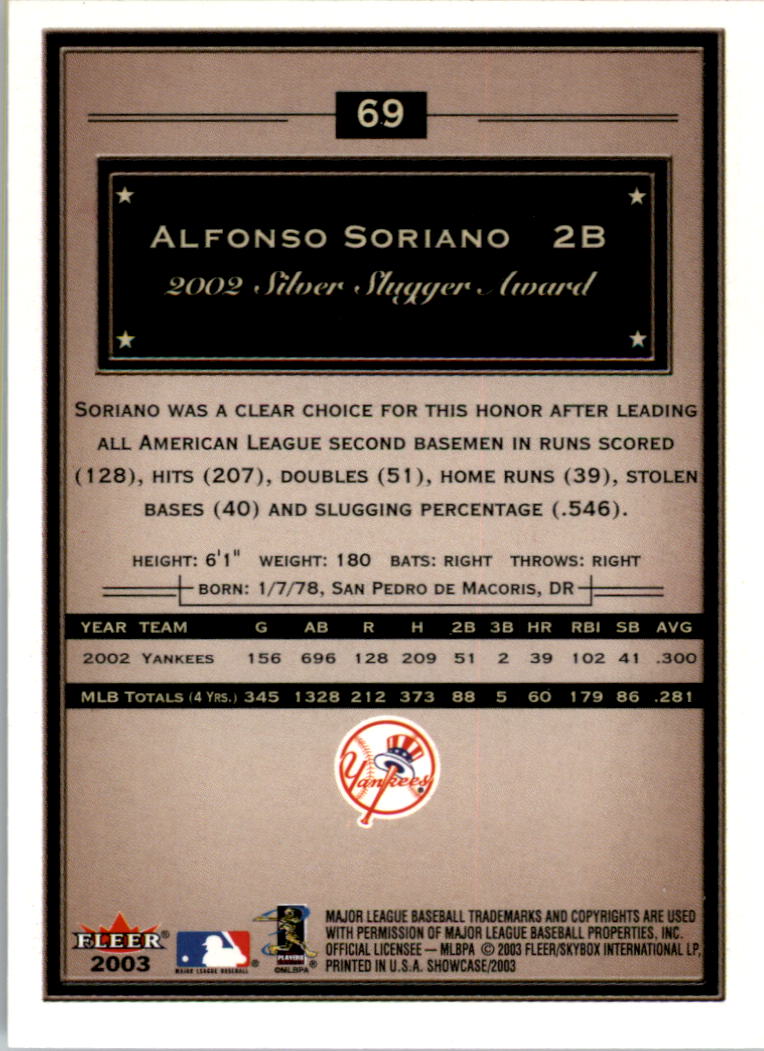 69
ALFONSO SORIANO 2B
2002 Silver Slugger Award
SORIANO WAS A CLEAR CHOICE FOR THIS HONOR AFTER LEADING
ALL AMERICAN LEAGUE SECOND BASEMEN IN RUNS SCORED
(128), HITS (207), DOUBLES (51), HOME RUNS (39), STOLEN
BASES (40) AND SLUGGING PERCENTAGE (.546).
HEIGHT: 6'1" WEIGHT: 180 BATS: RIGHT THROWS: RIGHT
BORN: 1/7/78, SAN PEDRO DE MACORIS, DR
YEAR TEAM G AB R H 2B 3B HR RBI SB AVG
2002 YANKEES 156 696 128 209 51 2 39 102 41 .300
MLB TOTALS (4 YRS.) 345 1328 212 373 88 5 60 179 86 .281
Yankees
FLEER®
2003
MAJOR LEAGUE BASEBALL®
PLAYERS
©MLBPA®
MAJOR LEAGUE BASEBALL TRADEMARKS AND COPYRIGHTS ARE USED
WITH PERMISSION OF MAJOR LEAGUE BASEBALL PROPERTIES, INC.
OFFICIAL LICENSEE — MLBPA © 2003 FLEER/SKYBOX INTERNATIONAL LP,
PRINTED IN U.S.A. SHOWCASE/2003